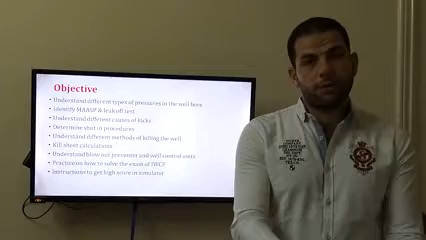 Objective
Understand different types of pressures in the well bore
Identify MAASP & leak off test
Understand different causes of kicks
Determine shut in procedures
Understand different methods of killing the well
Kill sheet calculations
Understand blow out preventer and well control units
Practice on how to solve the exam of IWCF
Instructions to get high score in simulator